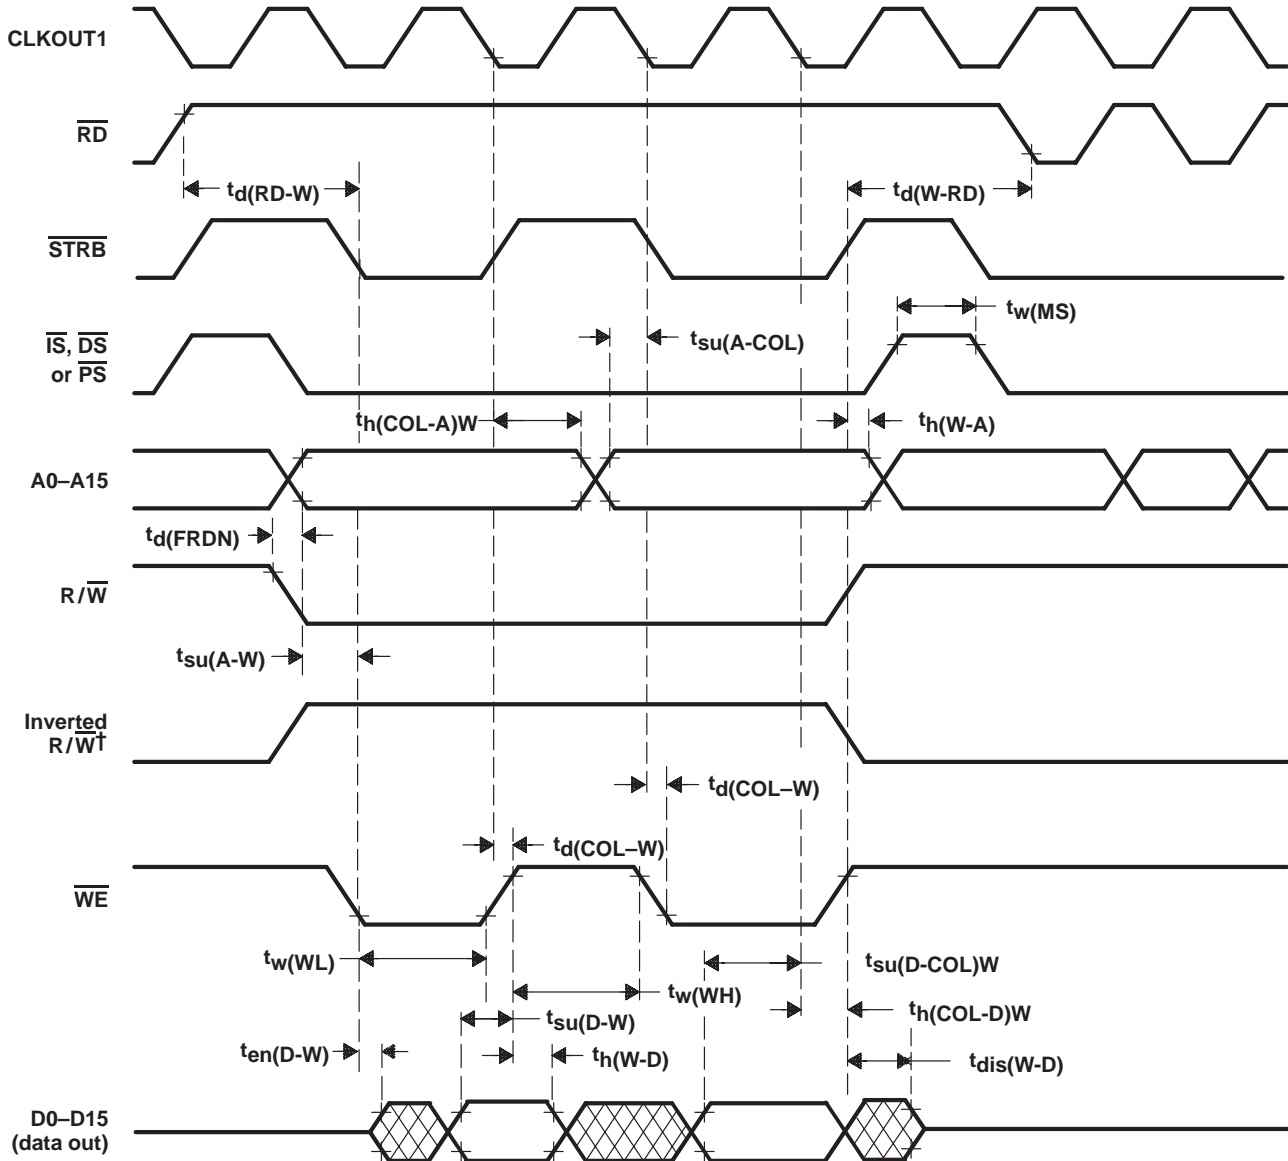 CLKOUT1
RD
td(RD-W)
td(W-RD)
STRB
tw(MS)
IS, DS
or PS
tsu(A-COL)
th(COL-A)W
th(W-A)
A0–A15
td(FRDN)
R/W
tsu(A-W)
Inverted
R/W†
td(COL–W)
td(COL–W)
WE
tw(WL)
tsu(D-COL)W
tw(WH)
th(COL-D)W
tsu(D-W)
ten(D-W)
th(W-D)
tdis(W-D)
D0–D15
(data out)